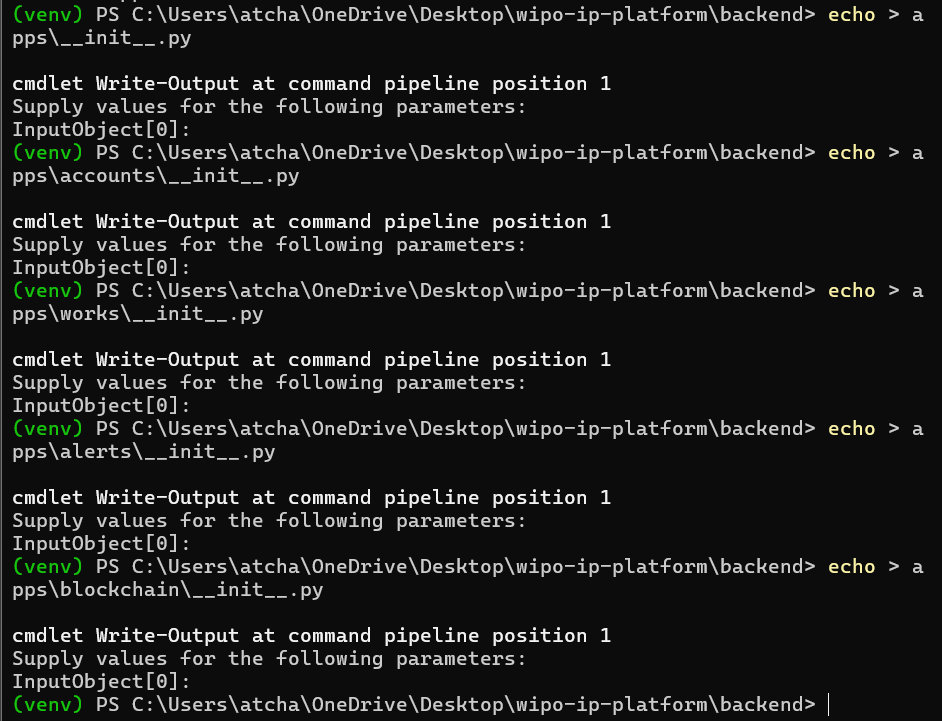 (venv) PS C:\Users\atcha\OneDrive\Desktop\wipo-ip-platform\backend> echo > a
pps\__init__.py
cmdlet Write-Output at command pipeline position 1
Supply values for the following parameters:
InputObject[0]:
(venv) PS C:\Users\atcha\OneDrive\Desktop\wipo-ip-platform\backend> echo > a
pps\accounts\__init__.py
cmdlet Write-Output at command pipeline position 1
Supply values for the following parameters:
InputObject[0]:
(venv) PS C:\Users\atcha\OneDrive\Desktop\wipo-ip-platform\backend> echo > a
pps\works\__init__.py
cmdlet Write-Output at command pipeline position 1
Supply values for the following parameters:
InputObject[0]:
(venv) PS C:\Users\atcha\OneDrive\Desktop\wipo-ip-platform\backend> echo > a
pps\alerts\__init__.py
cmdlet Write-Output at command pipeline position 1
Supply values for the following parameters:
InputObject[0]:
(venv) PS C:\Users\atcha\OneDrive\Desktop\wipo-ip-platform\backend> echo > a
pps\blockchain\__init__.py
cmdlet Write-Output at command pipeline position 1
Supply values for the following parameters:
InputObject[0]:
(venv) PS C:\Users\atcha\OneDrive\Desktop\wipo-ip-platform\backend>